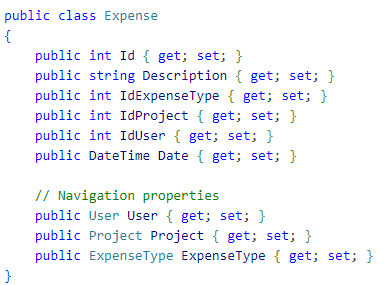 public class Expense
{
    public int Id { get; set; }
    public string Description { get; set; }
    public int IdExpenseType { get; set; }
    public int IdProject { get; set; }
    public int IdUser { get; set; }
    public DateTime Date { get; set; }

    // Navigation properties
    public User User { get; set; }
    public Project Project { get; set; }
    public ExpenseType ExpenseType { get; set; }
}